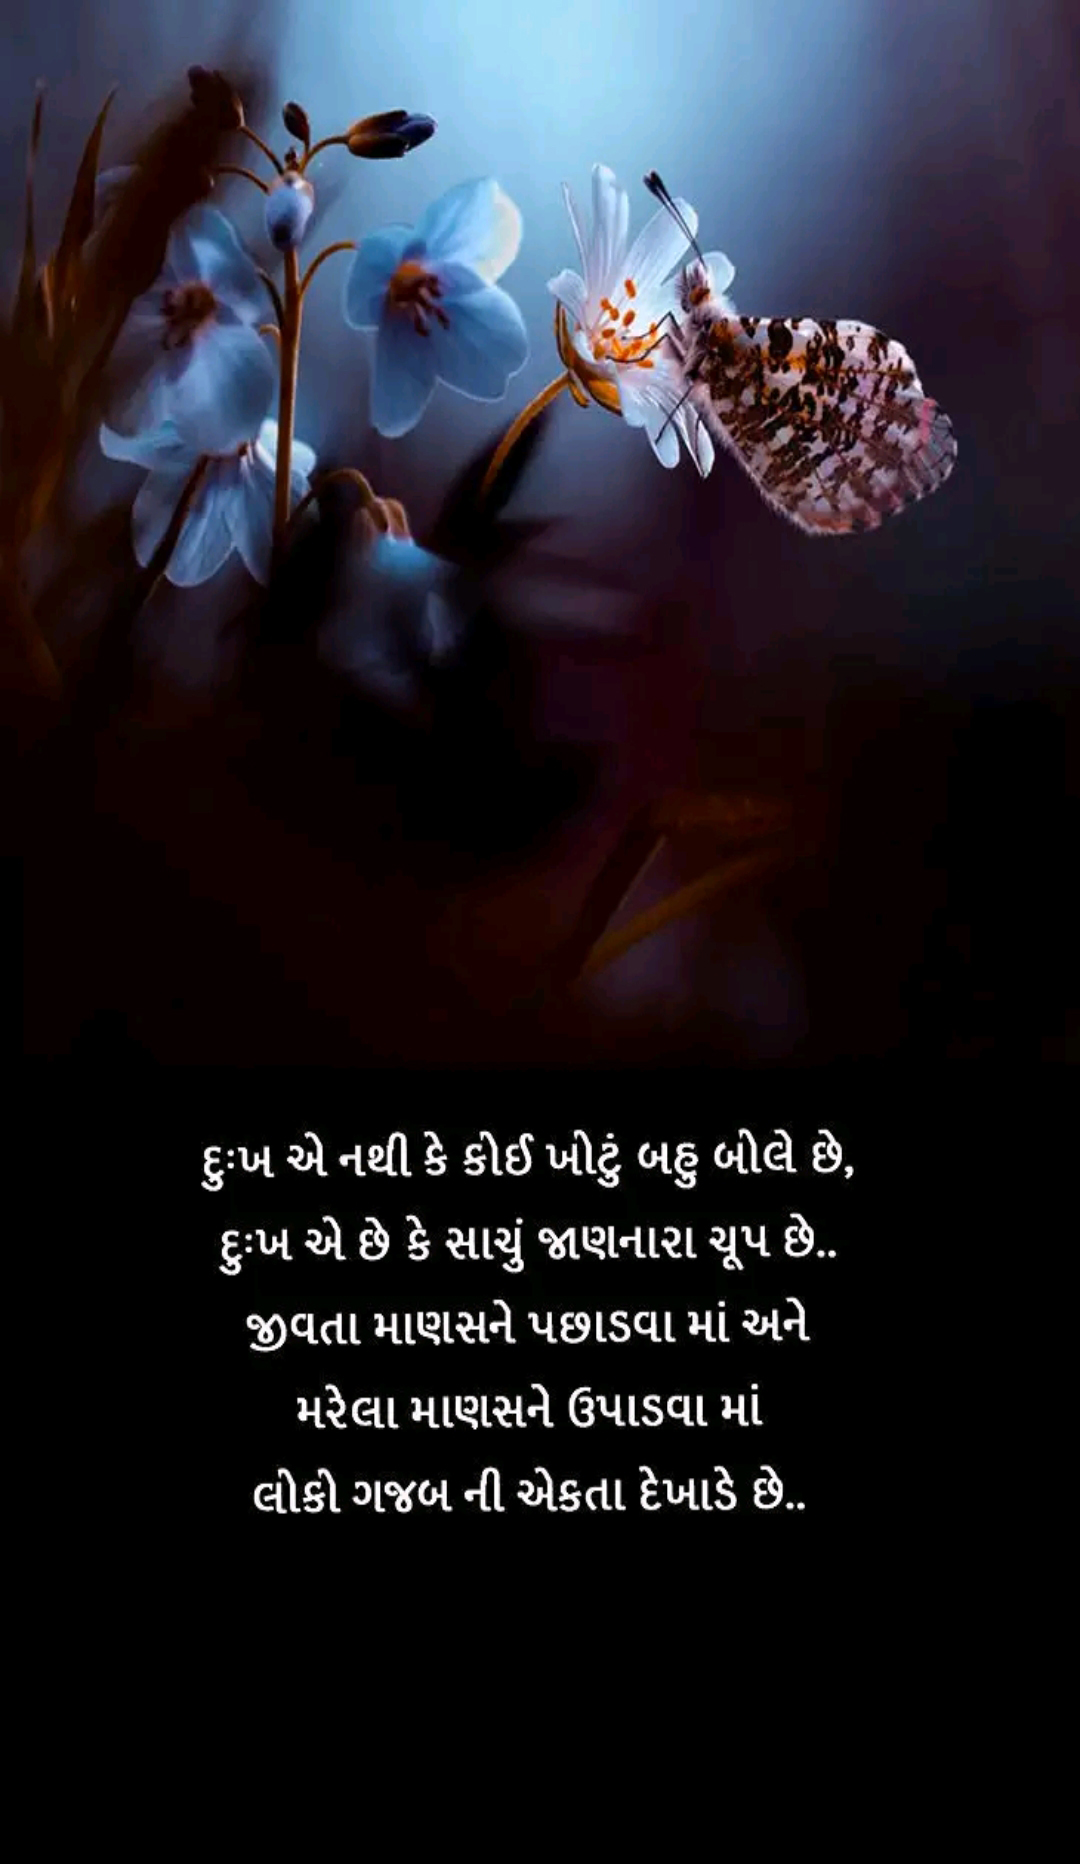 દુઃખ એ નથી કે કોઈ ખોટું બહુ બોલે છે,
દુઃખ એ છે કે સાચું જાણનારા ચૂપ છે..
જીવતા માણસને પછાડવા માં અને
મરેલા માણસને ઉપાડવા માં
લોકો ગજબ ની એકતા દેખાડે છે..